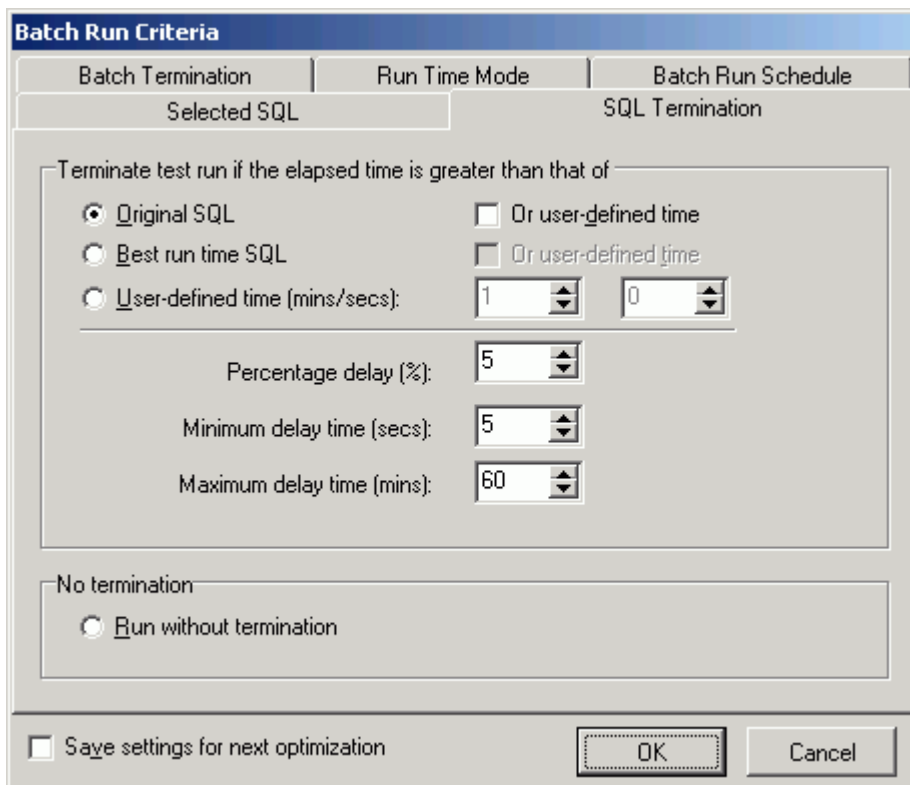 Batch Run Criteria
Batch Termination Run Time Mode Batch Run Schedule
Selected SQL SQL Termination
Terminate test run if the elapsed time is greater than that of
Original SQL Or user-defined time
Best run time SQL Or user-defined time
User-defined time (mins/secs): 1 0
Percentage delay (%): 5
Minimum delay time (secs): 5
Maximum delay time (mins): 60
No termination
Run without termination
Save settings for next optimization OK Cancel